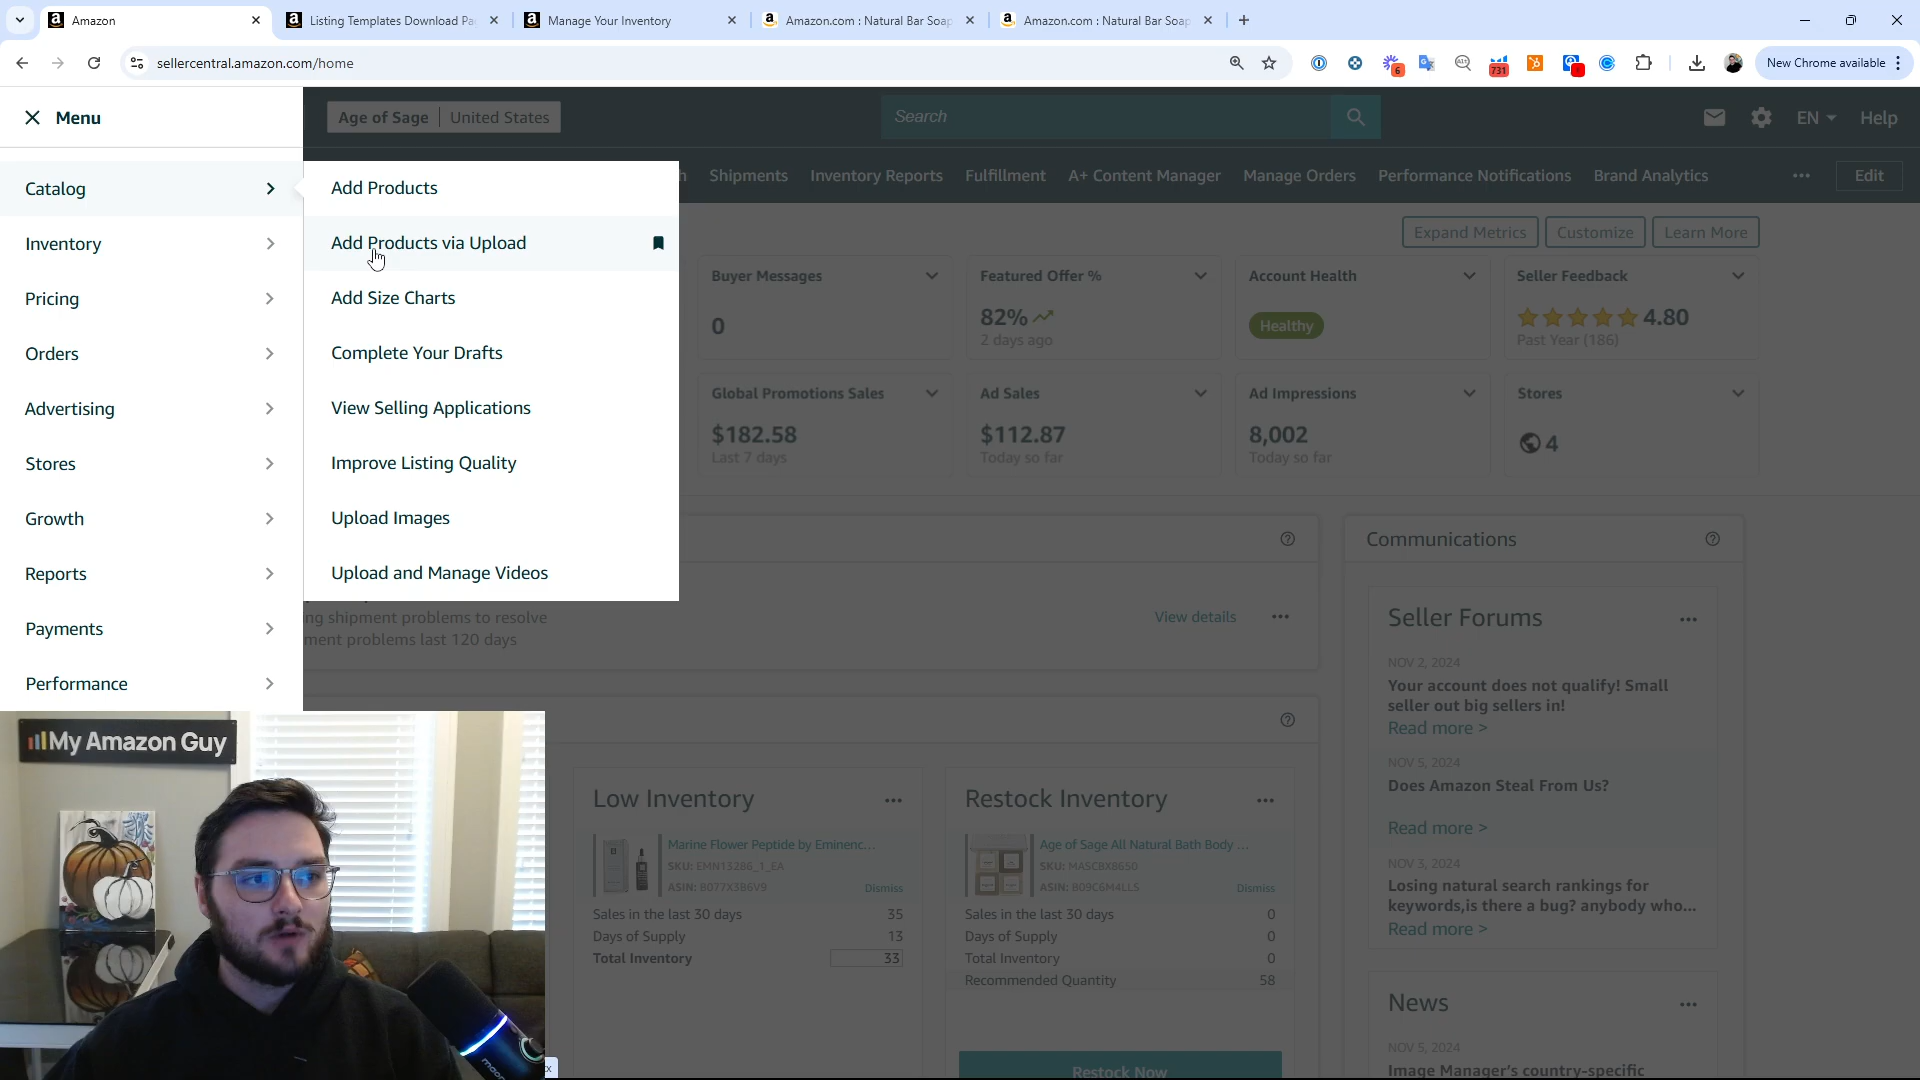 Amazon
Listing Templates Download Pa
Manage Your Inventory
Amazon.com : Natural Bar Soap
Amazon.com : Natural Bar Soap
sellercentral.amazon.com/home
6
731
New Chrome available
Menu
Age of Sage | United States
Search
EN
Help
Shipments
Inventory Reports
Fulfillment
A+ Content Manager
Manage Orders
Performance Notifications
Brand Analytics
Edit
Catalog
Inventory
Pricing
Orders
Advertising
Stores
Growth
Reports
Payments
Performance
Add Products
Add Products via Upload
Add Size Charts
Complete Your Drafts
View Selling Applications
Improve Listing Quality
Upload Images
Upload and Manage Videos
Expand Metrics
Customize
Learn More
Buyer Messages
0
Featured Offer %
82%
2 days ago
Account Health
Healthy
Seller Feedback
4.80
Past Year (186)
Global Promotions Sales
$182.58
Last 7 days
Ad Sales
$112.87
Today so far
Ad Impressions
8,002
Today so far
Stores
4
ng shipment problems to resolve
ment problems last 120 days
View details
Communications
Seller Forums
NOV 2, 2024
Your account does not qualify! Small
seller out big sellers in!
Read more >
NOV 5, 2024
Does Amazon Steal From Us?
Read more >
NOV 3, 2024
Losing natural search rankings for
keywords,is there a bug? anybody who...
Read more >
News
NOV 5, 2024
Image Manager's country-specific
Low Inventory
Marine Flower Peptide by Eminenc...
SKU: EMN13286_1_EA
ASIN: B077X3B6V9
Dismiss
Sales in the last 30 days 35
Days of Supply 13
Total Inventory 33
Restock Inventory
Age of Sage All Natural Bath Body ...
SKU: MASCBX8650
ASIN: B09C6M4LLS
Dismiss
Sales in the last 30 days 0
Days of Supply 0
Total Inventory 0
Recommended Quantity 58
Restock Now
My Amazon Guy